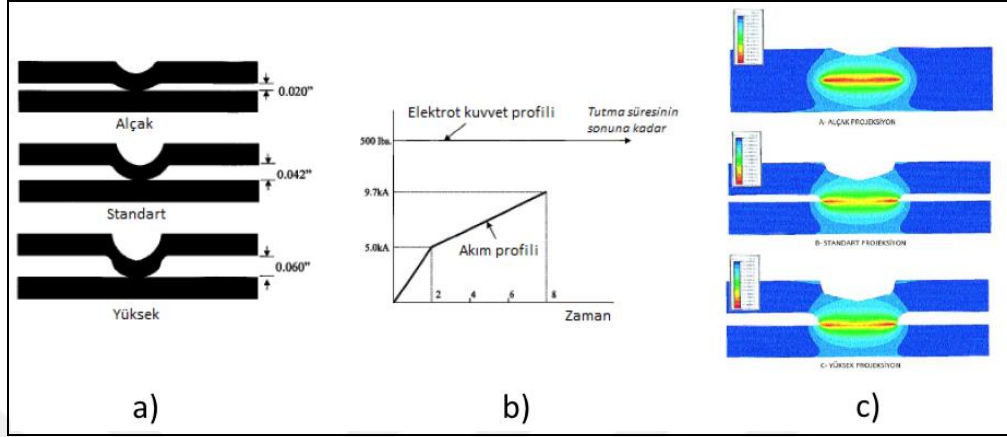 0.020"
Alçak
0.042"
Standart
0.060"
Yüksek
a)
Elektrot kuvvet profili
Tutma süresinin
sonuna kadar
500 lbs.
9.7kA
5.0kA
Akım profili
2 4 6 8
Zaman
b)
A- ALÇAK PROJEKSİYON
B- STANDART PROJEKSİYON
C- YÜKSEK PROJEKSİYON
c)